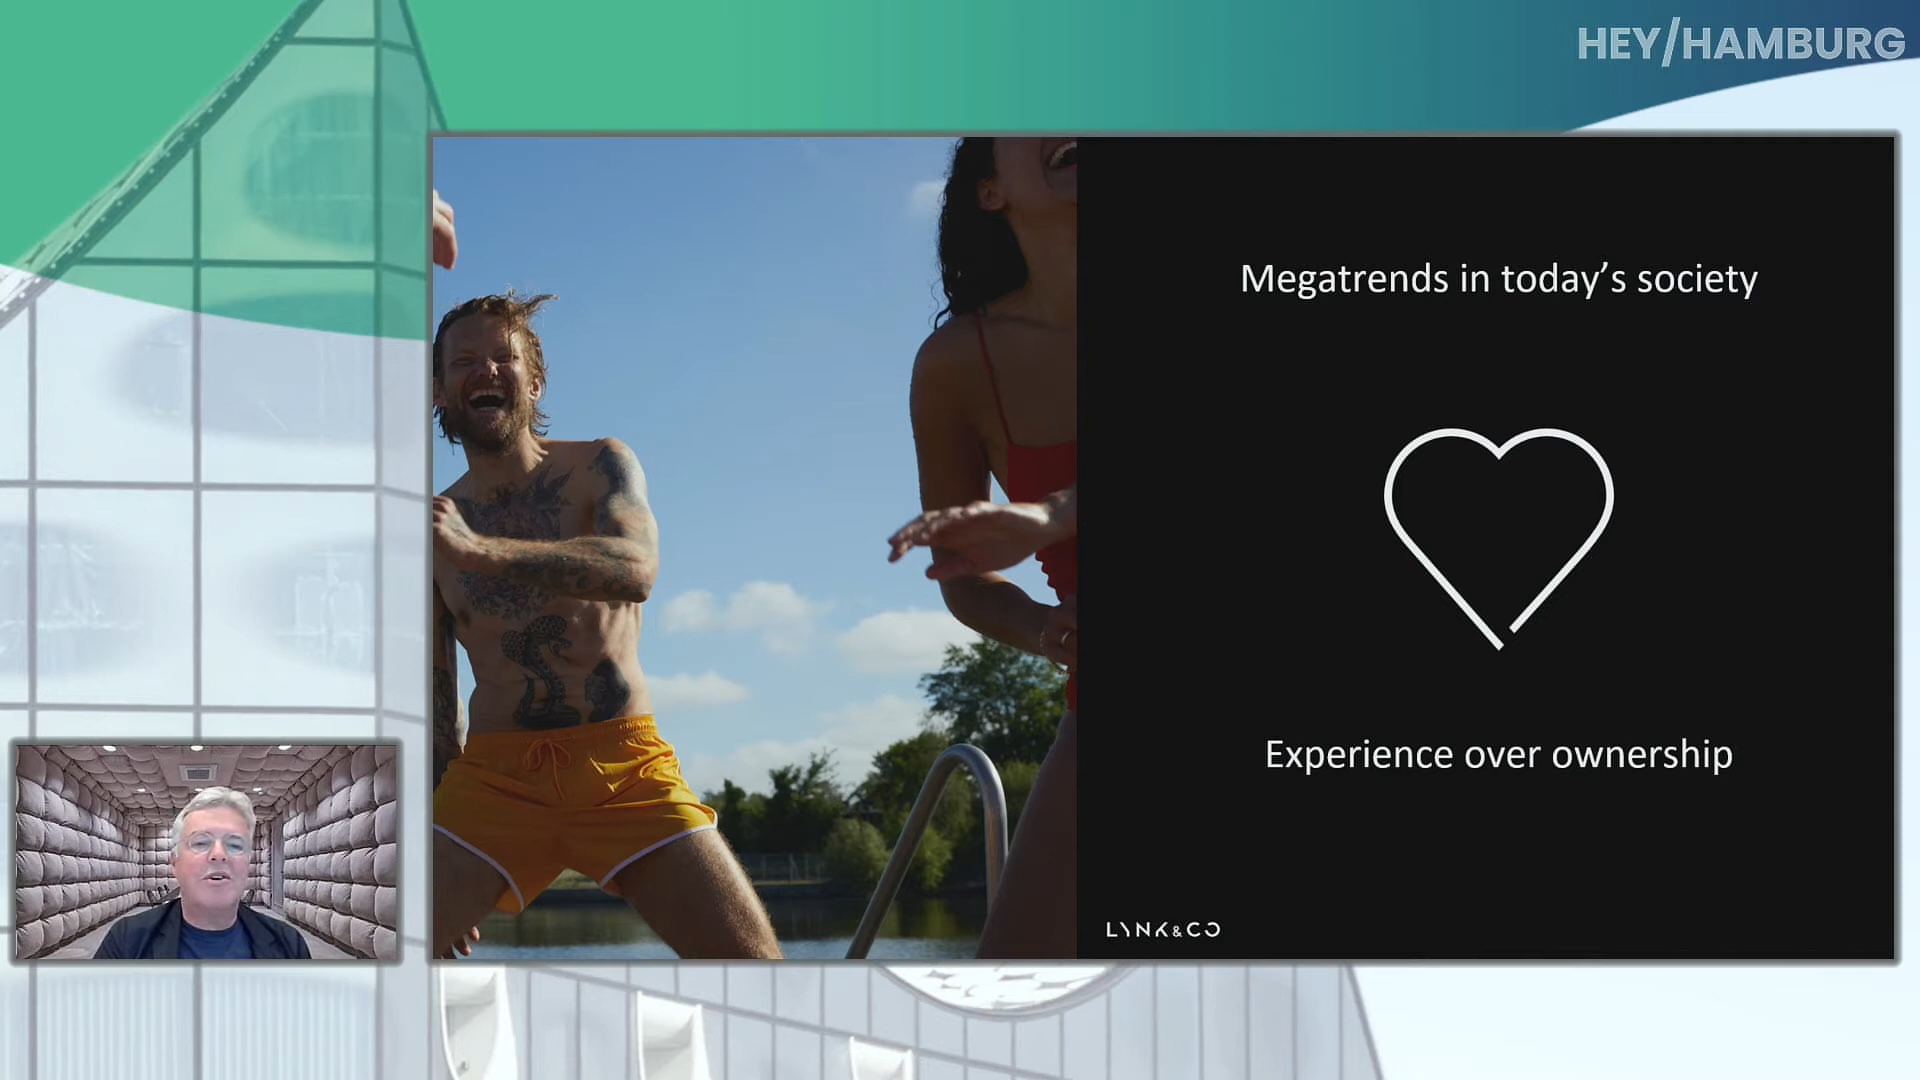 HEY/HAMBURG
Megatrends in today’s society
Experience over ownership
LYNK&CO